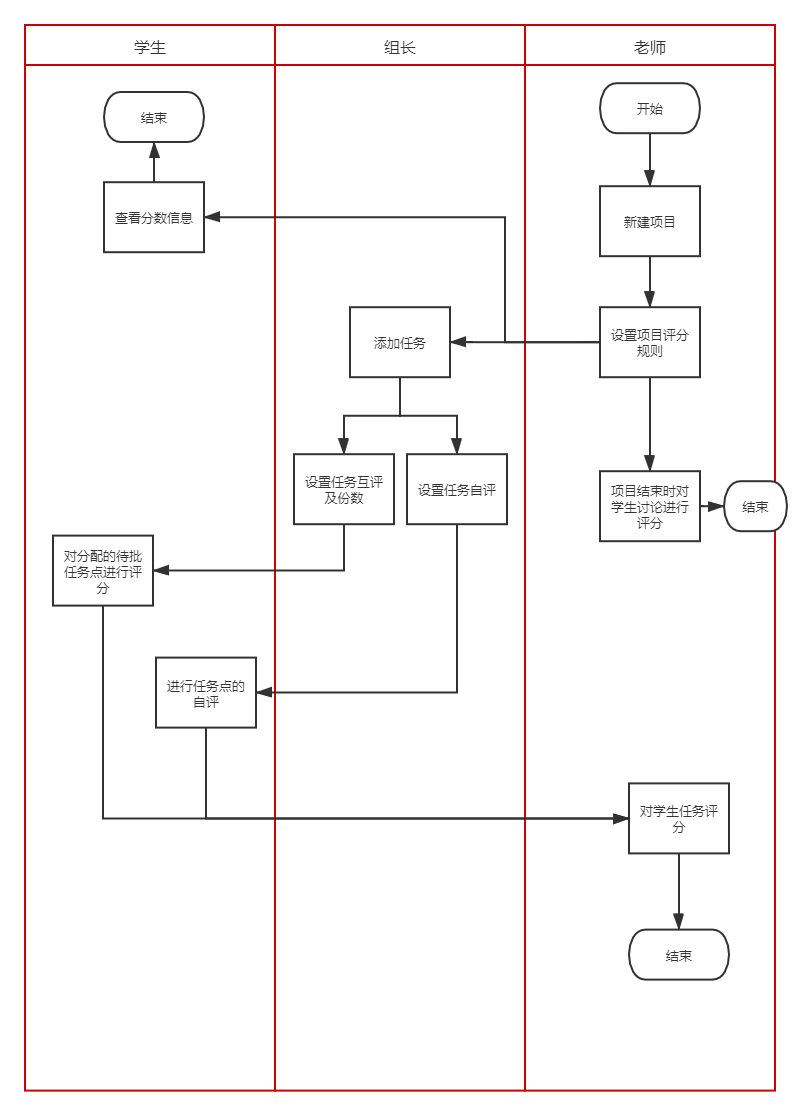 学生
组长
老师
结束
开始
查看分数信息
新建项目
添加任务
设置项目评分
规则
设置任务互评
及份数
设置任务自评
项目结束时对
学生讨论进行
评分
结束
对分配的待批
任务点进行评
分
进行任务点的
自评
对学生任务评
分
结束